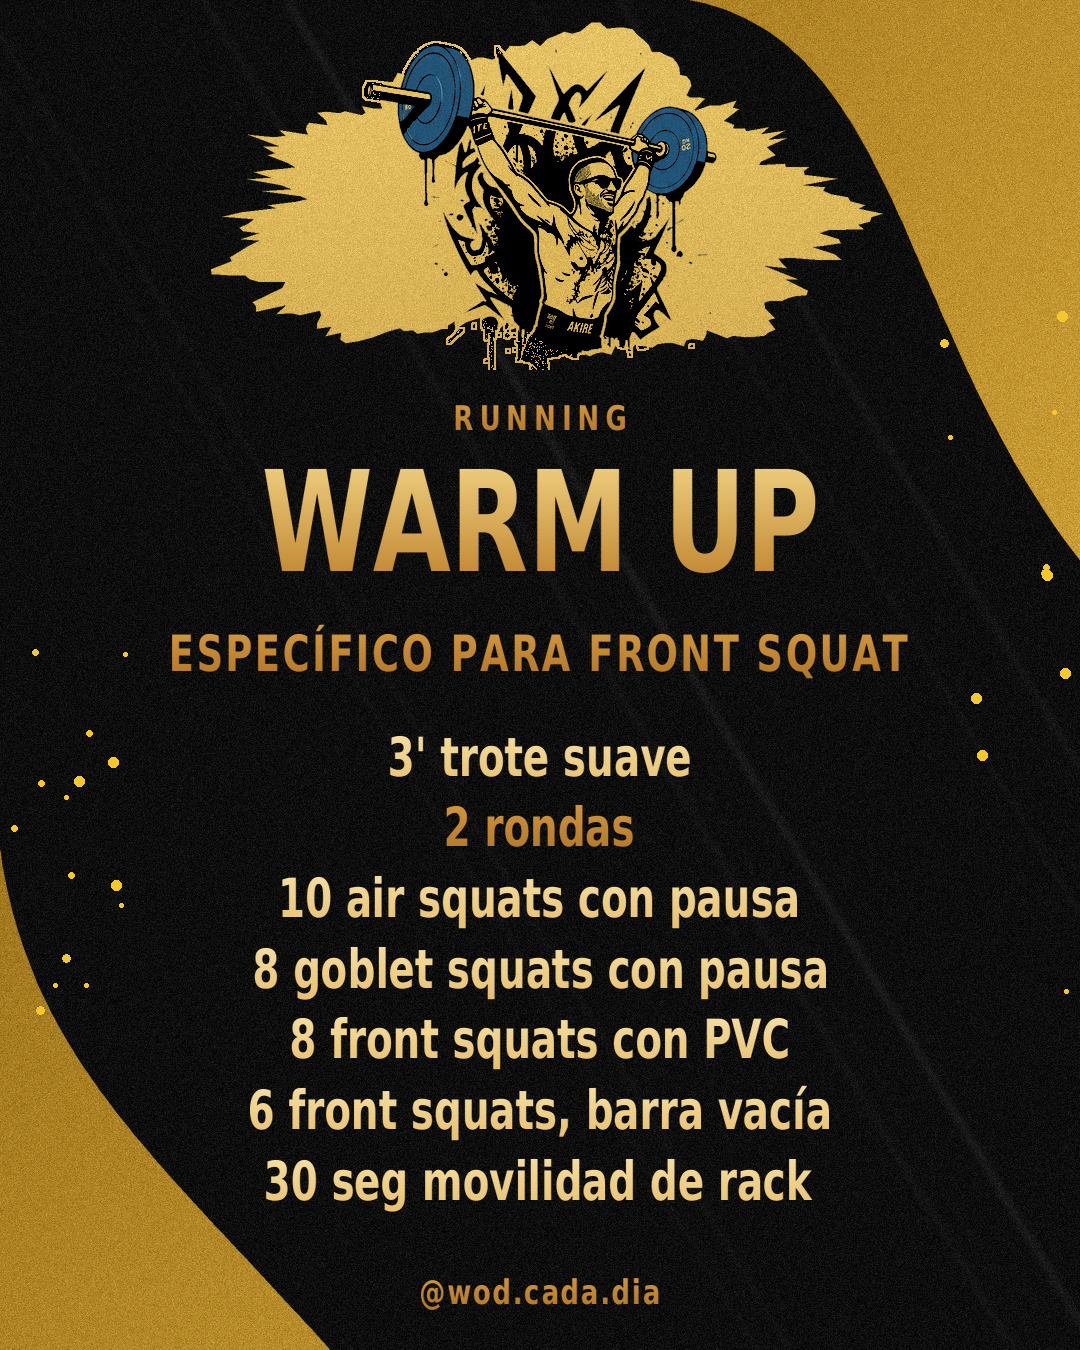 AKIRE
RUNNING
WARM UP
ESPECÍFICO PARA FRONT SQUAT
3' trote suave
2 rondas
10 air squats con pausa
8 goblet squats con pausa
8 front squats con PVC
6 front squats, barra vacía
30 seg movilidad de rack
@wod.cada.dia